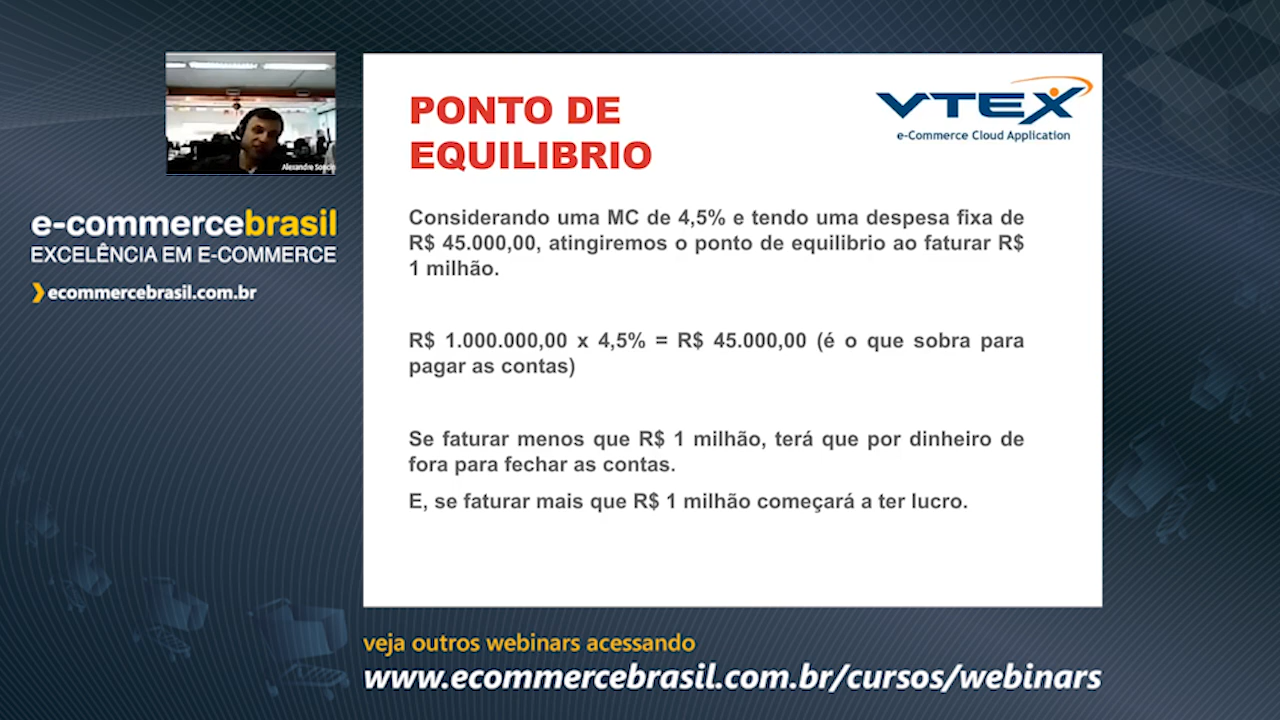 Alexandre Soncin
e-commercebrasil
EXCELÊNCIA EM E-COMMERCE
ecommercebrasil.com.br
PONTO DE
EQUILIBRIO
VTEX
e-Commerce Cloud Application
Considerando uma MC de 4,5% e tendo uma despesa fixa de
R$ 45.000,00, atingiremos o ponto de equilibrio ao faturar R$
1 milhão.
R$ 1.000.000,00 x 4,5% = R$ 45.000,00 (é o que sobra para
pagar as contas)
Se faturar menos que R$ 1 milhão, terá que por dinheiro de
fora para fechar as contas.
E, se faturar mais que R$ 1 milhão começará a ter lucro.
veja outros webinars acessando
www.ecommercebrasil.com.br/cursos/webinars